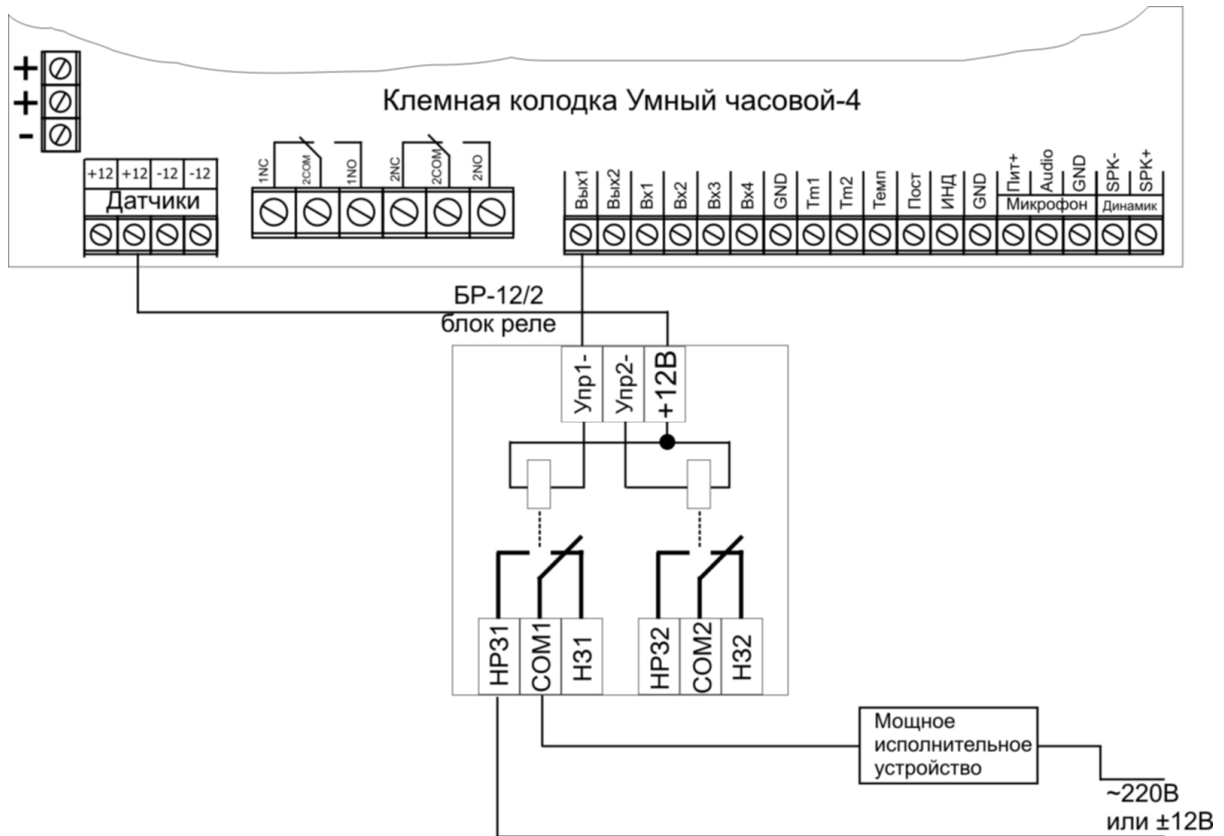 Клемная колодка Умный часовой-4
+
+
-
+12 +12 -12 -12
Датчики
1NC 2COM 1NO 2NC 2COM 2NO
Вых1 Вых2 Вх1 Вх2 Вх3 Вх4 GND Tm1 Tm2 Темп Пост ИНД GND Пит+ Audio GND SPK- SPK+
Микрофон Динамик
БР-12/2
блок реле
Упр1- Упр2- +12В
НР31 COM1 Н31 НР32 COM2 Н32
Мощное
исполнительное
устройство
~220В
или ±12В